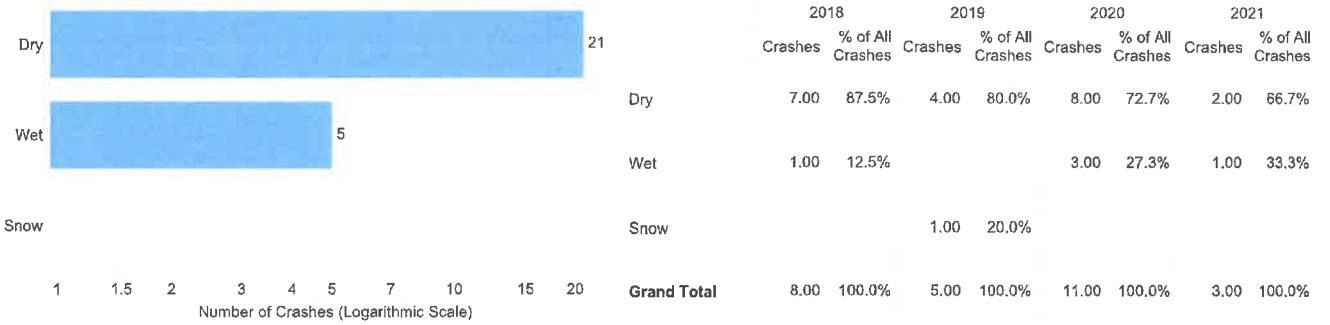 Dry 21
Wet 5
Snow
1 1.5 2 3 4 5 7 10 15 20
Number of Crashes (Logarithmic Scale)
2018 2019 2020 2021
Crashes % of All Crashes Crashes % of All Crashes Crashes % of All Crashes Crashes % of All Crashes
Dry 7.00 87.5% 4.00 80.0% 8.00 72.7% 2.00 66.7%
Wet 1.00 12.5% 3.00 27.3% 1.00 33.3%
Snow 1.00 20.0%
Grand Total 8.00 100.0% 5.00 100.0% 11.00 100.0% 3.00 100.0%